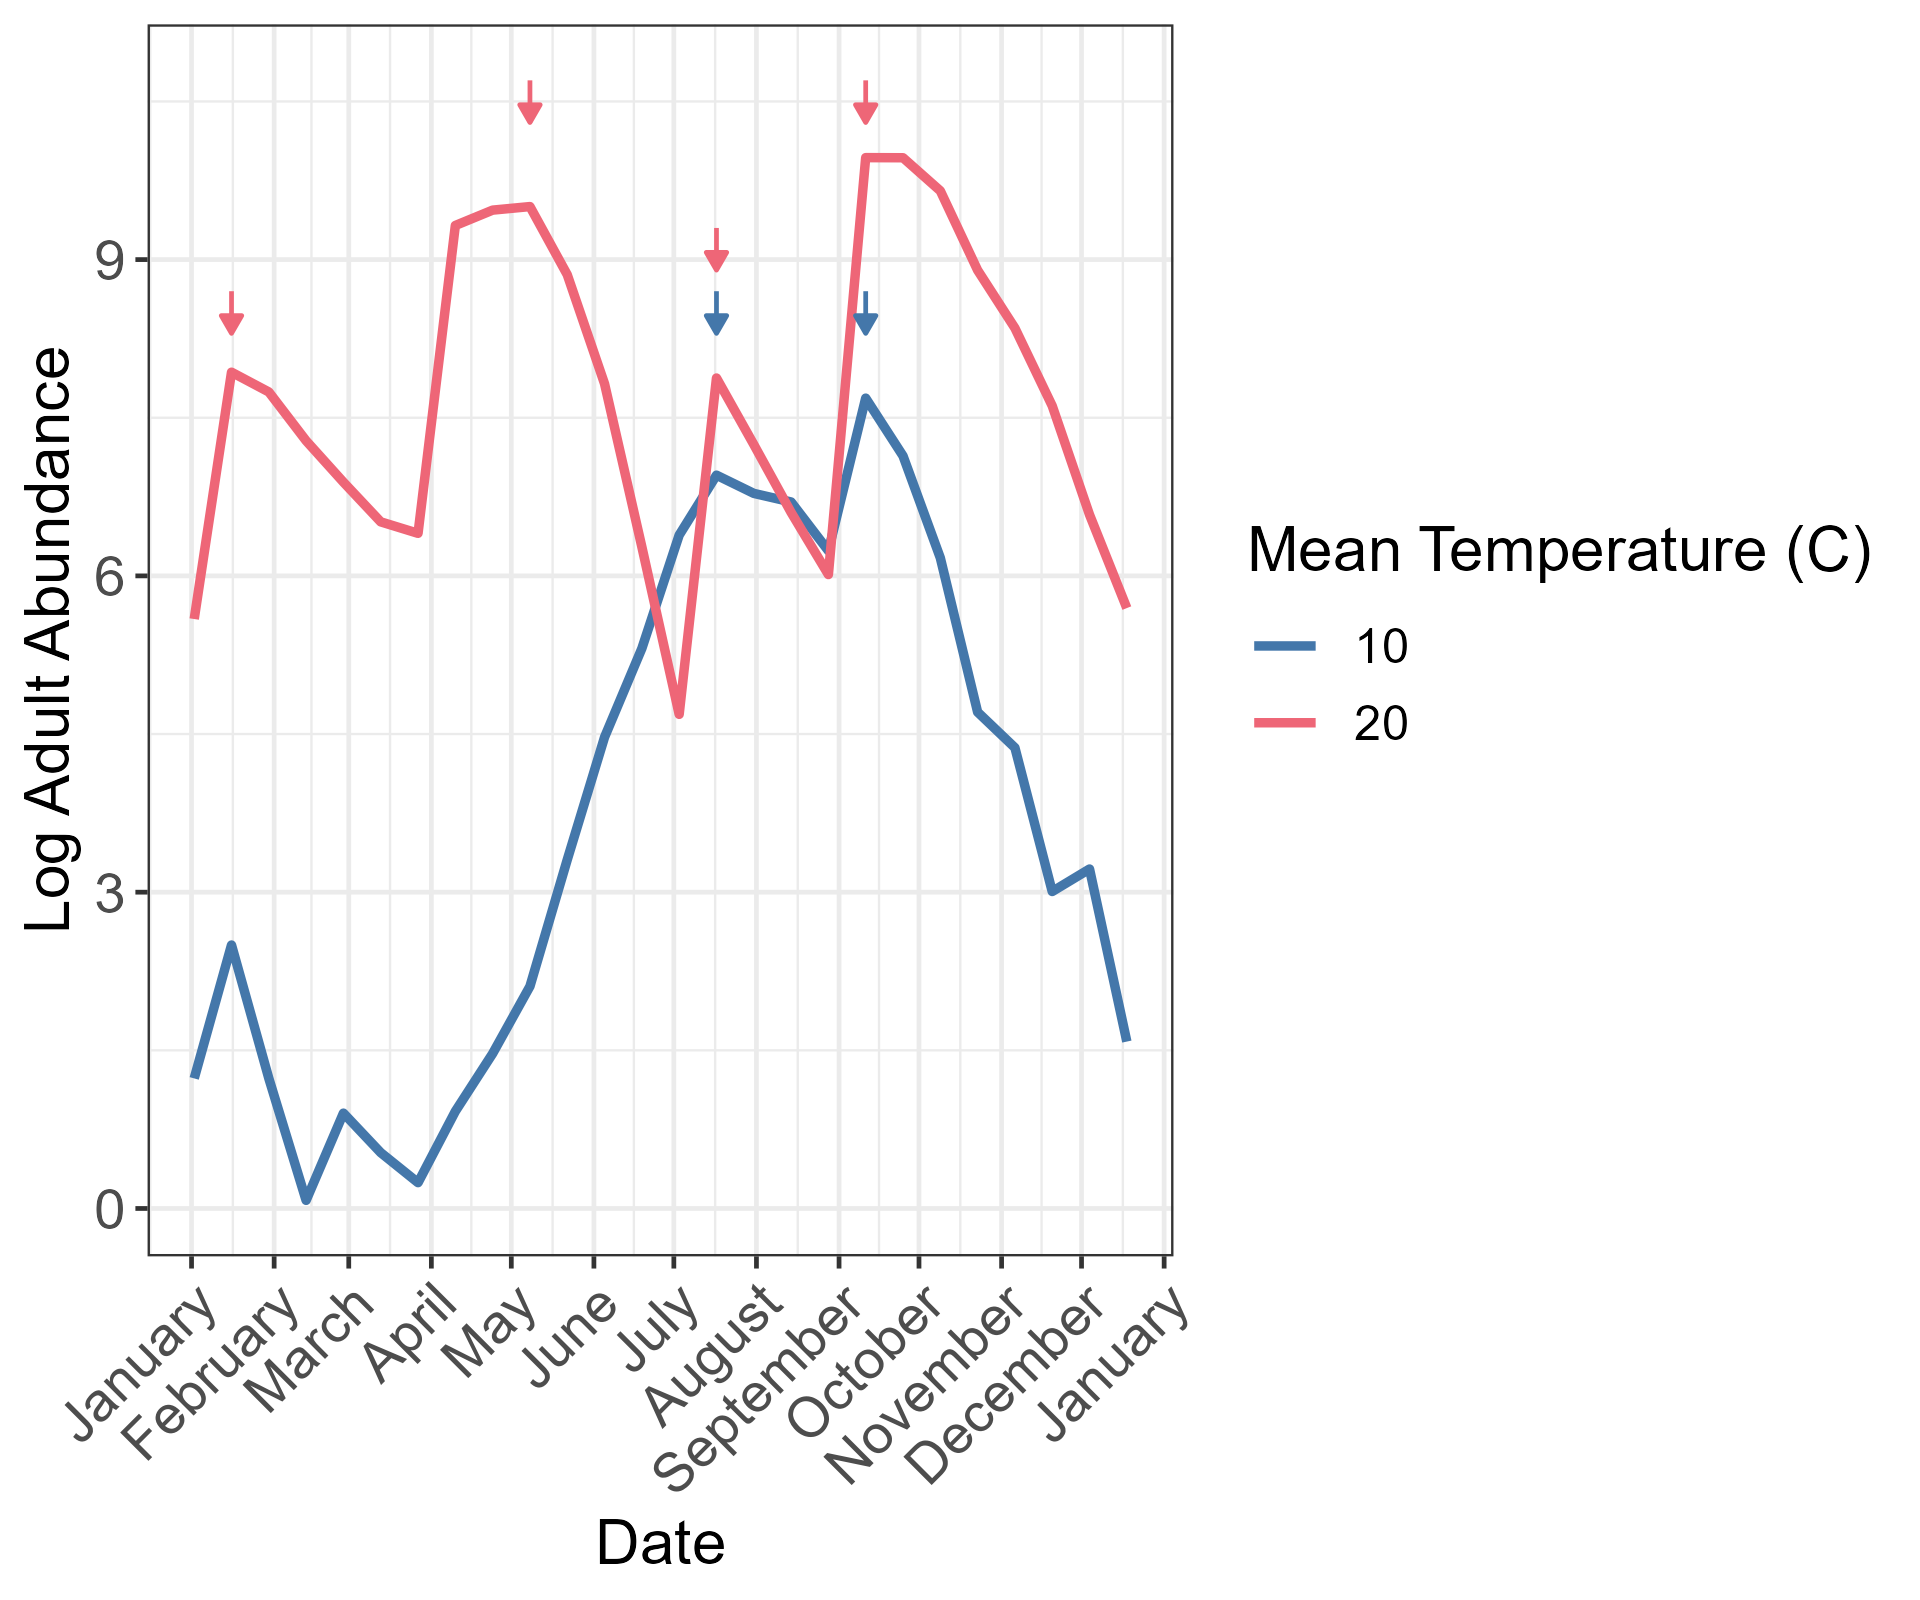 Log Adult Abundance
9
6
3
0
January
February
March
April
May
June
July
August
September
October
November
December
January
Date
Mean Temperature (C)
10
20